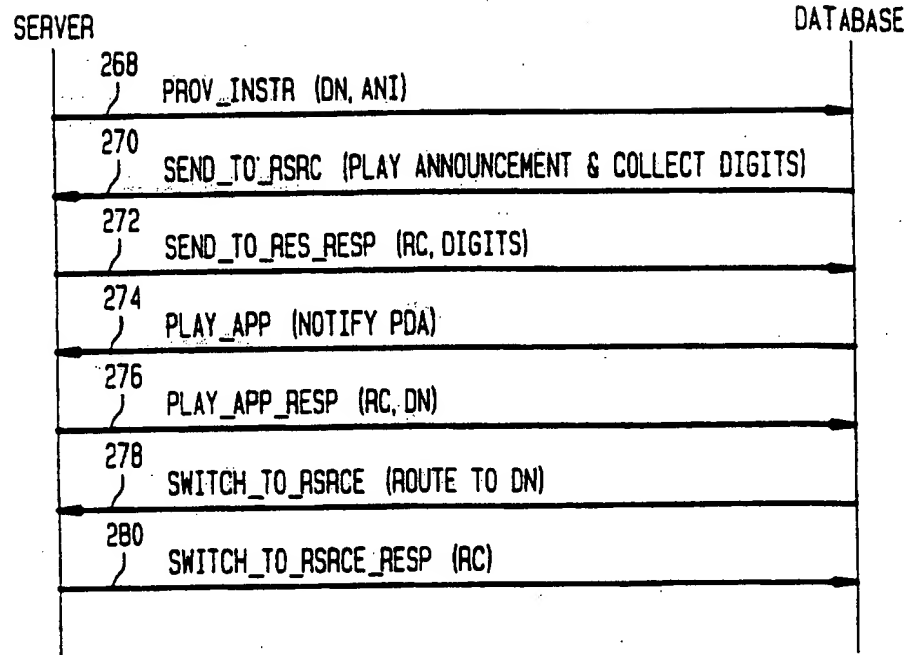 SERVER
DATABASE
268
PROV_INSTR (DN, ANI)
270
SEND_TO_RSRC (PLAY ANNOUNCEMENT & COLLECT DIGITS)
272
SEND_TO_RES_RESP (RC, DIGITS)
274
PLAY_APP (NOTIFY PDA)
276
PLAY_APP_RESP (RC, DN)
278
SWITCH_TO_RSRCE (ROUTE TO DN)
280
SWITCH_TO_RSRCE_RESP (RC)